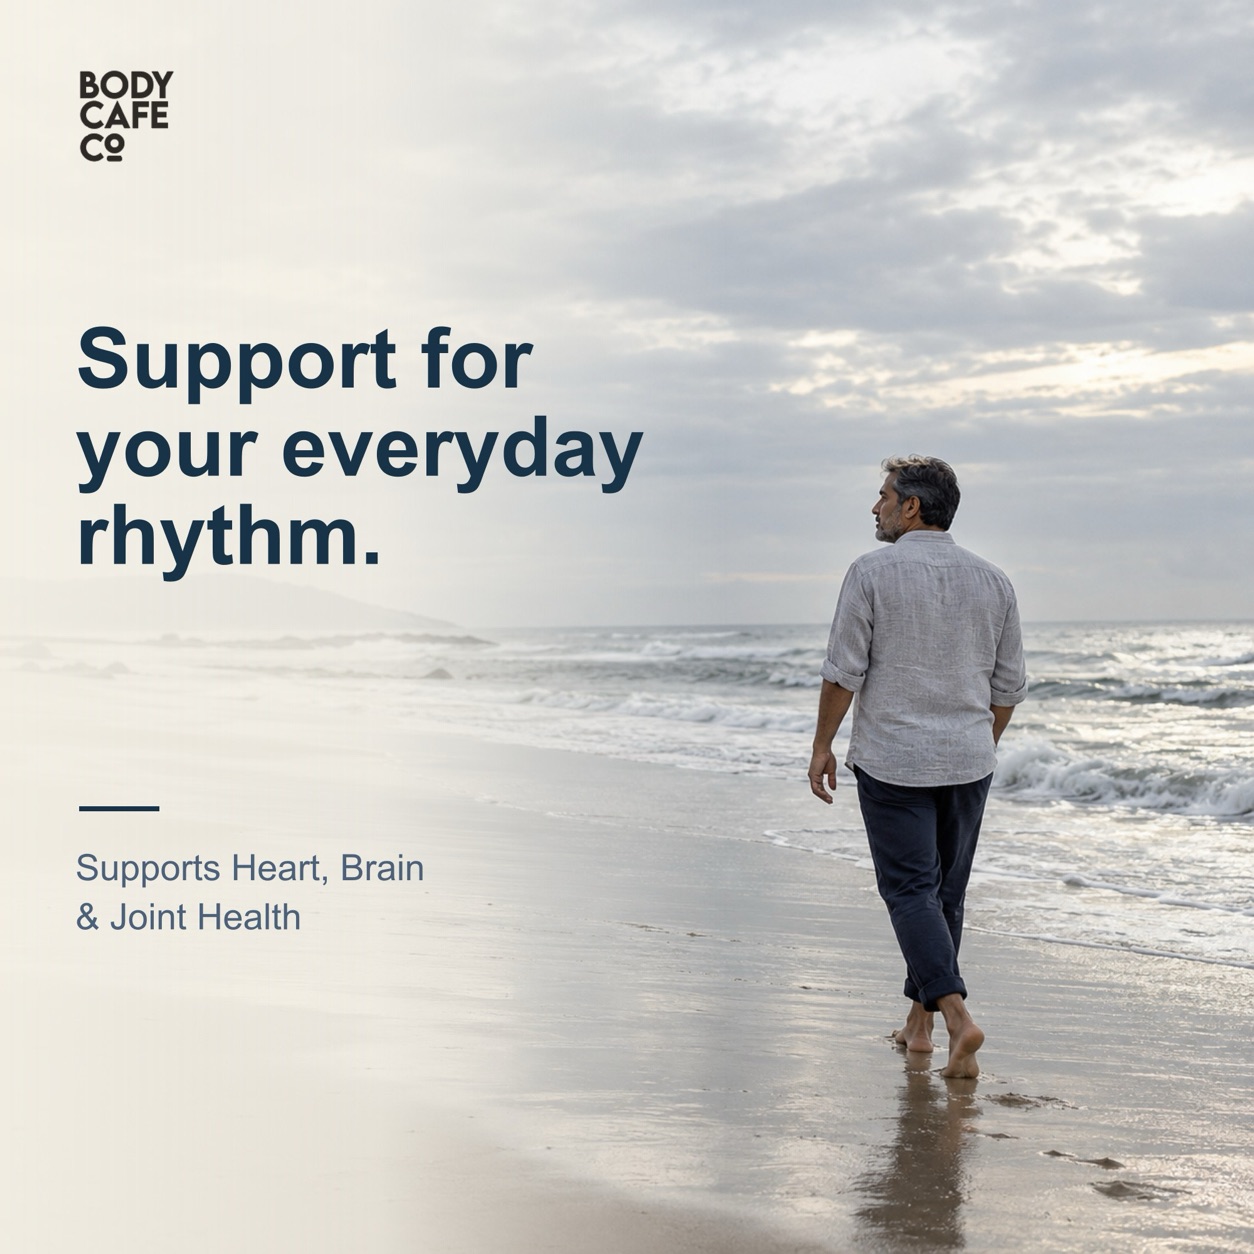 BODY
CAFE
Co
Support for
your everyday
rhythm.
Supports Heart, Brain
& Joint Health